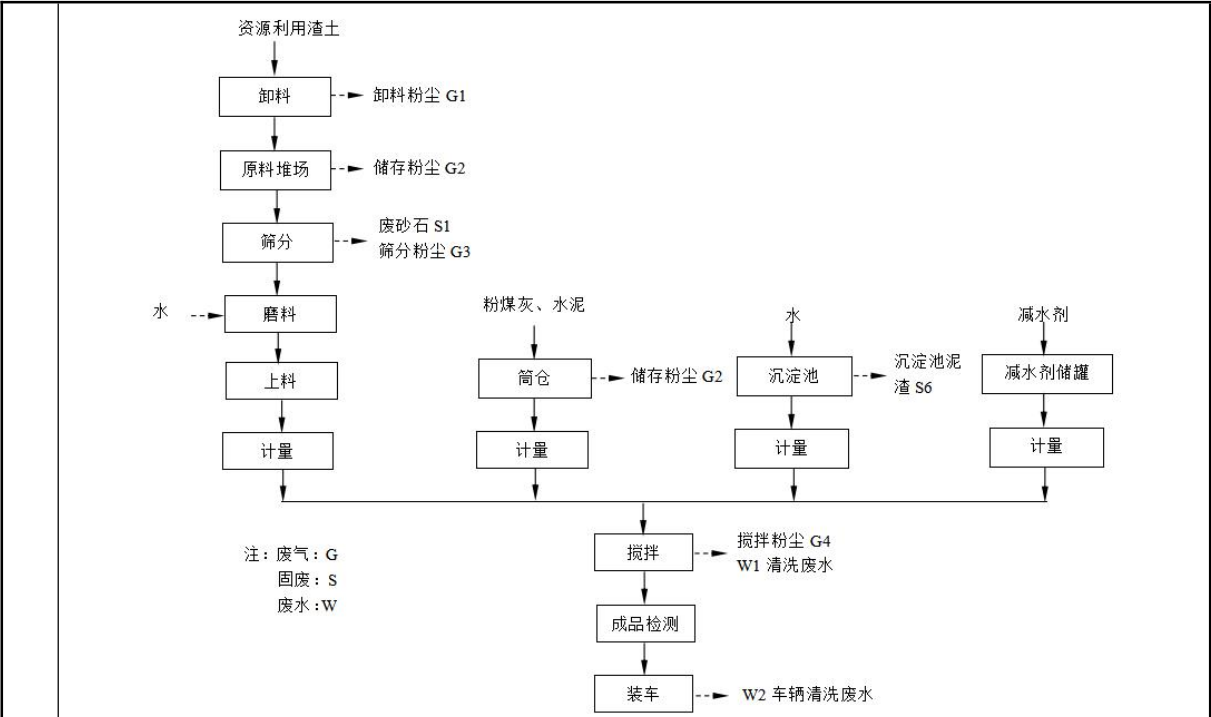 资源利用渣土
卸料
卸料粉尘 G1
原料堆场
储存粉尘 G2
筛分
废砂石 S1
筛分粉尘 G3
水
磨料
上料
计量
粉煤灰、水泥
筒仓
储存粉尘 G2
计量
水
沉淀池
沉淀池泥
渣 S6
计量
减水剂
减水剂储罐
计量
搅拌
搅拌粉尘 G4
W1 清洗废水
成品检测
装车
W2 车辆清洗废水
注：废气：G
固废：S
废水：W